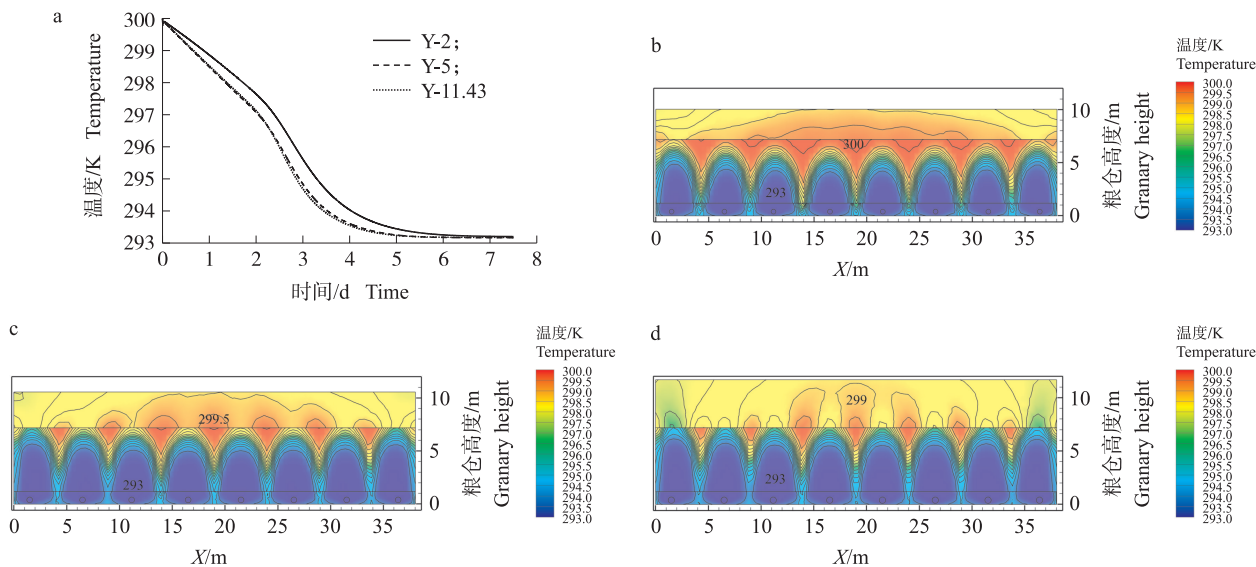 a
温度/K Temperature
300
299
298
297
296
295
294
293
0 1 2 3 4 5 6 7 8
时间/d Time
Y-2；
Y-5；
Y-11.43
b
温度/K
Temperature
300.0
299.5
299.0
298.5
298.0
297.5
297.0
296.5
296.0
295.5
295.0
294.5
294.0
293.5
293.0
300
293
10
5
0
粮仓高度/m
Granary height
0 5 10 15 20 25 30 35
X/m
c
温度/K
Temperature
300.0
299.5
299.0
298.5
298.0
297.5
297.0
296.5
296.0
295.5
295.0
294.5
294.0
293.5
293.0
299.5
293
10
5
0
粮仓高度/m
Granary height
0 5 10 15 20 25 30 35
X/m
d
温度/K
Temperature
300.0
299.5
299.0
298.5
298.0
297.5
297.0
296.5
296.0
295.5
295.0
294.5
294.0
293.5
293.0
299
293
10
5
0
粮仓高度/m
Granary height
0 5 10 15 20 25 30 35
X/m